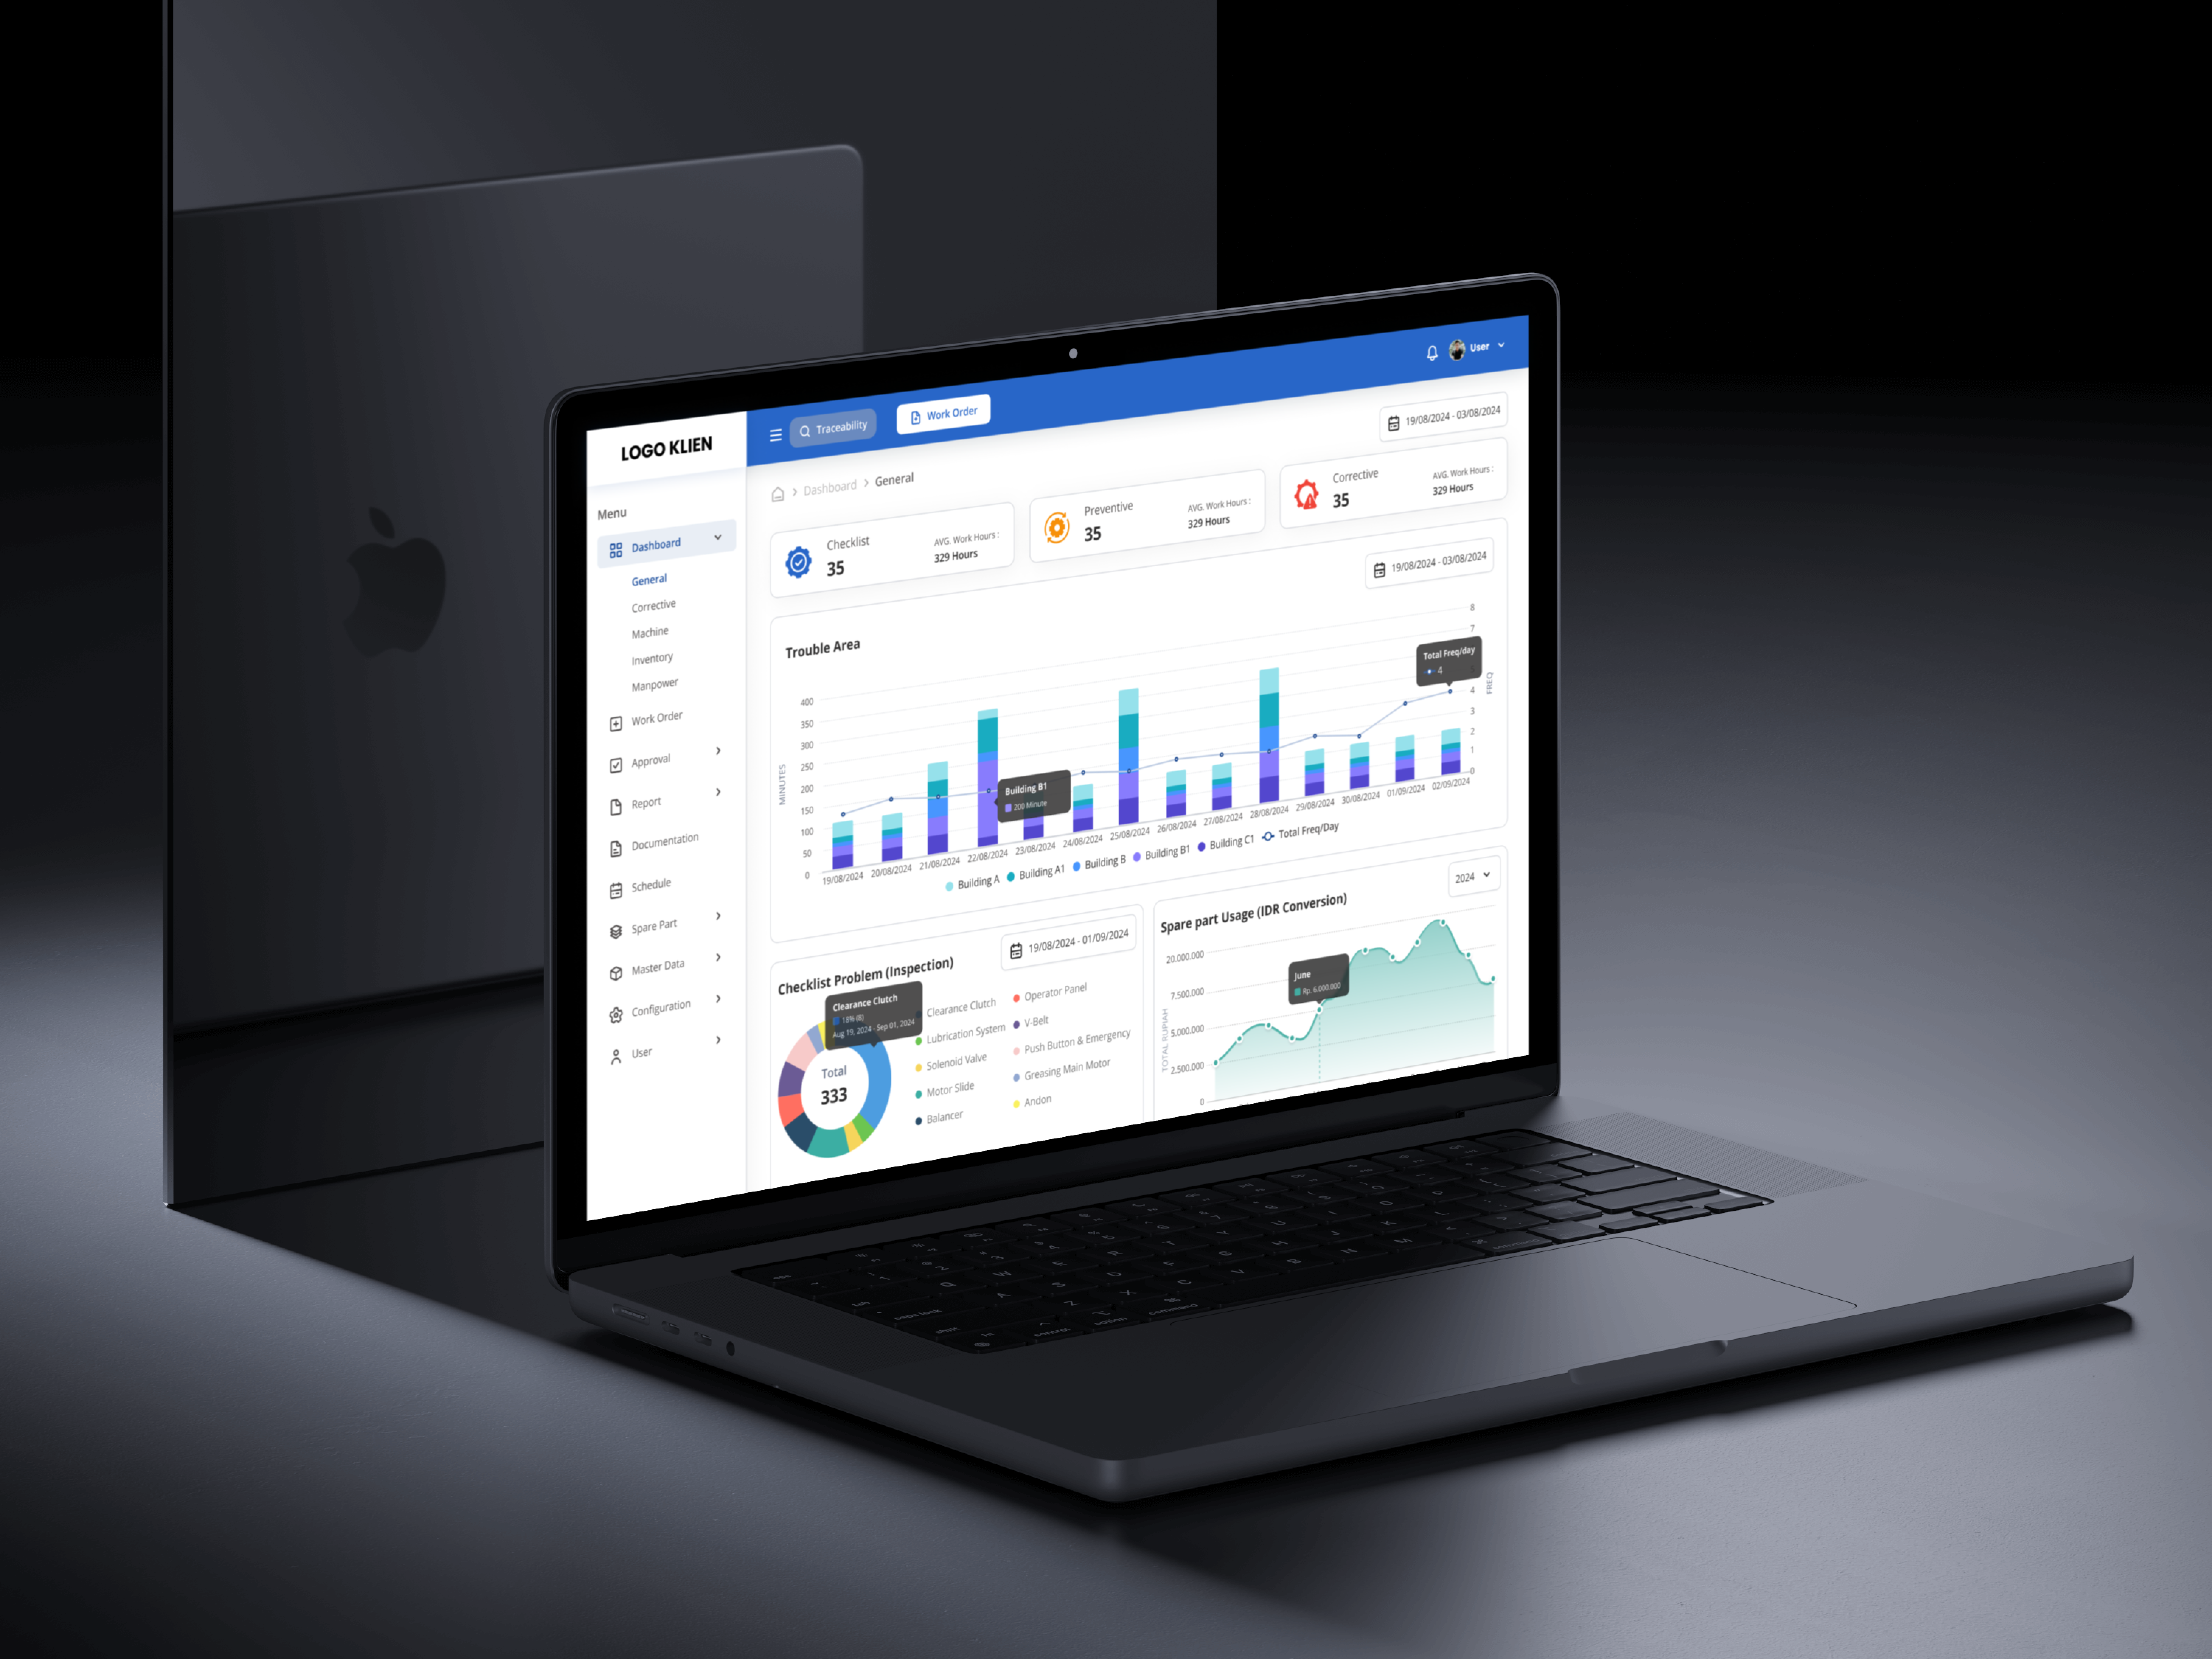 LOGO KLIEN
Traceability
Work Order
User
Menu
Dashboard
General
Corrective
Machine
Inventory
Manpower
Work Order
Approval
Report
Documentation
Schedule
Spare Part
Master Data
Configuration
User
Dashboard
General
19/08/2024 - 03/08/2024
Checklist
35
AVG. Work Hours :
329 Hours
Preventive
35
AVG. Work Hours :
329 Hours
Corrective
35
AVG. Work Hours :
329 Hours
19/08/2024 - 03/08/2024
Trouble Area
MINUTES
400
350
300
250
200
150
100
50
0
8
7
4
3
2
1
0
FREQ
Total Freq/day
4
Building B1
200 Minute
19/08/2024
20/08/2024
21/08/2024
22/08/2024
23/08/2024
24/08/2024
25/08/2024
26/08/2024
27/08/2024
28/08/2024
29/08/2024
30/08/2024
01/09/2024
02/09/2024
Building A
Building A1
Building B
Building B1
Building C1
Total Freq/Day
Checklist Problem (Inspection)
19/08/2024 - 01/09/2024
Clearance Clutch
18% (8)
Aug 19, 2024 - Sep 01, 2024
Total
333
Clearance Clutch
Lubrication System
Solenoid Valve
Motor Slide
Balancer
Operator Panel
V-Belt
Push Button & Emergency
Greasing Main Motor
Andon
Spare part Usage (IDR Conversion)
2024
TOTAL RUPIAH
20.000.000
7.500.000
5.000.000
2.500.000
0
June
Rp. 6.000.000